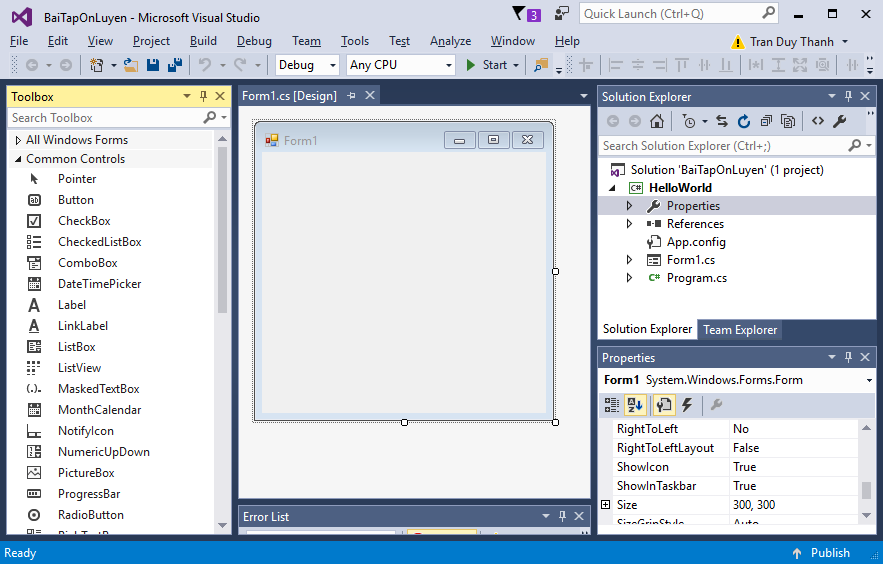 BaiTapOnLuyen - Microsoft Visual Studio
3
Quick Launch (Ctrl+Q)
File Edit View Project Build Debug Team Tools Test Analyze Window Help
Tran Duy Thanh
Debug Any CPU Start
Toolbox
Search Toolbox
All Windows Forms
Common Controls
Pointer
Button
CheckBox
CheckedListBox
ComboBox
DateTimePicker
Label
LinkLabel
ListBox
ListView
MaskedTextBox
MonthCalendar
NotifyIcon
NumericUpDown
PictureBox
ProgressBar
RadioButton
Form1.cs [Design]
Form1
Error List
Solution Explorer
Search Solution Explorer (Ctrl+;)
Solution 'BaiTapOnLuyen' (1 project)
HelloWorld
Properties
References
App.config
Form1.cs
Program.cs
Solution Explorer Team Explorer
Properties
Form1 System.Windows.Forms.Form
RightToLeft No
RightToLeftLayout False
ShowIcon True
ShowInTaskbar True
Size 300, 300
SizeGripStyle Auto
Ready
Publish